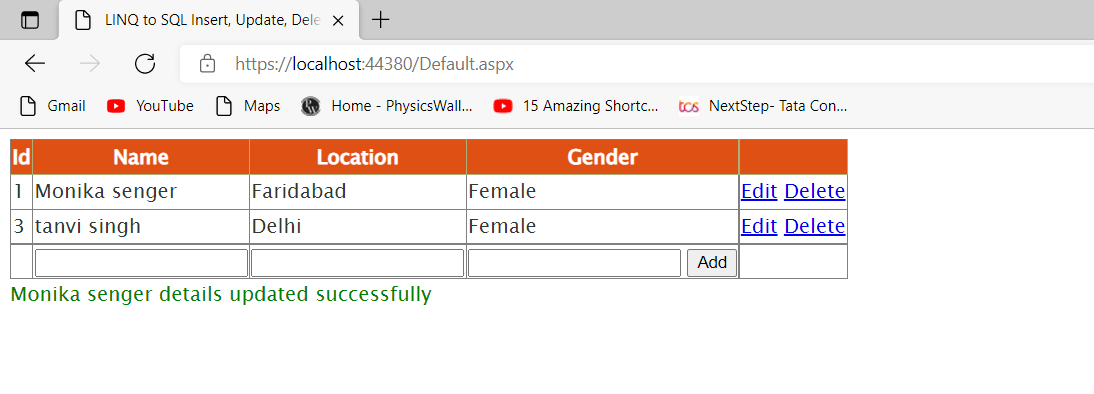 LINQ to SQL Insert, Update, Dele
https://localhost:44380/Default.aspx
Gmail YouTube Maps Home - PhysicsWall... 15 Amazing Shortc... tcs NextStep- Tata Con...
Id Name Location Gender
1 Monika senger Faridabad Female Edit Delete
3 tanvi singh Delhi Female Edit Delete
Add
Monika senger details updated successfully